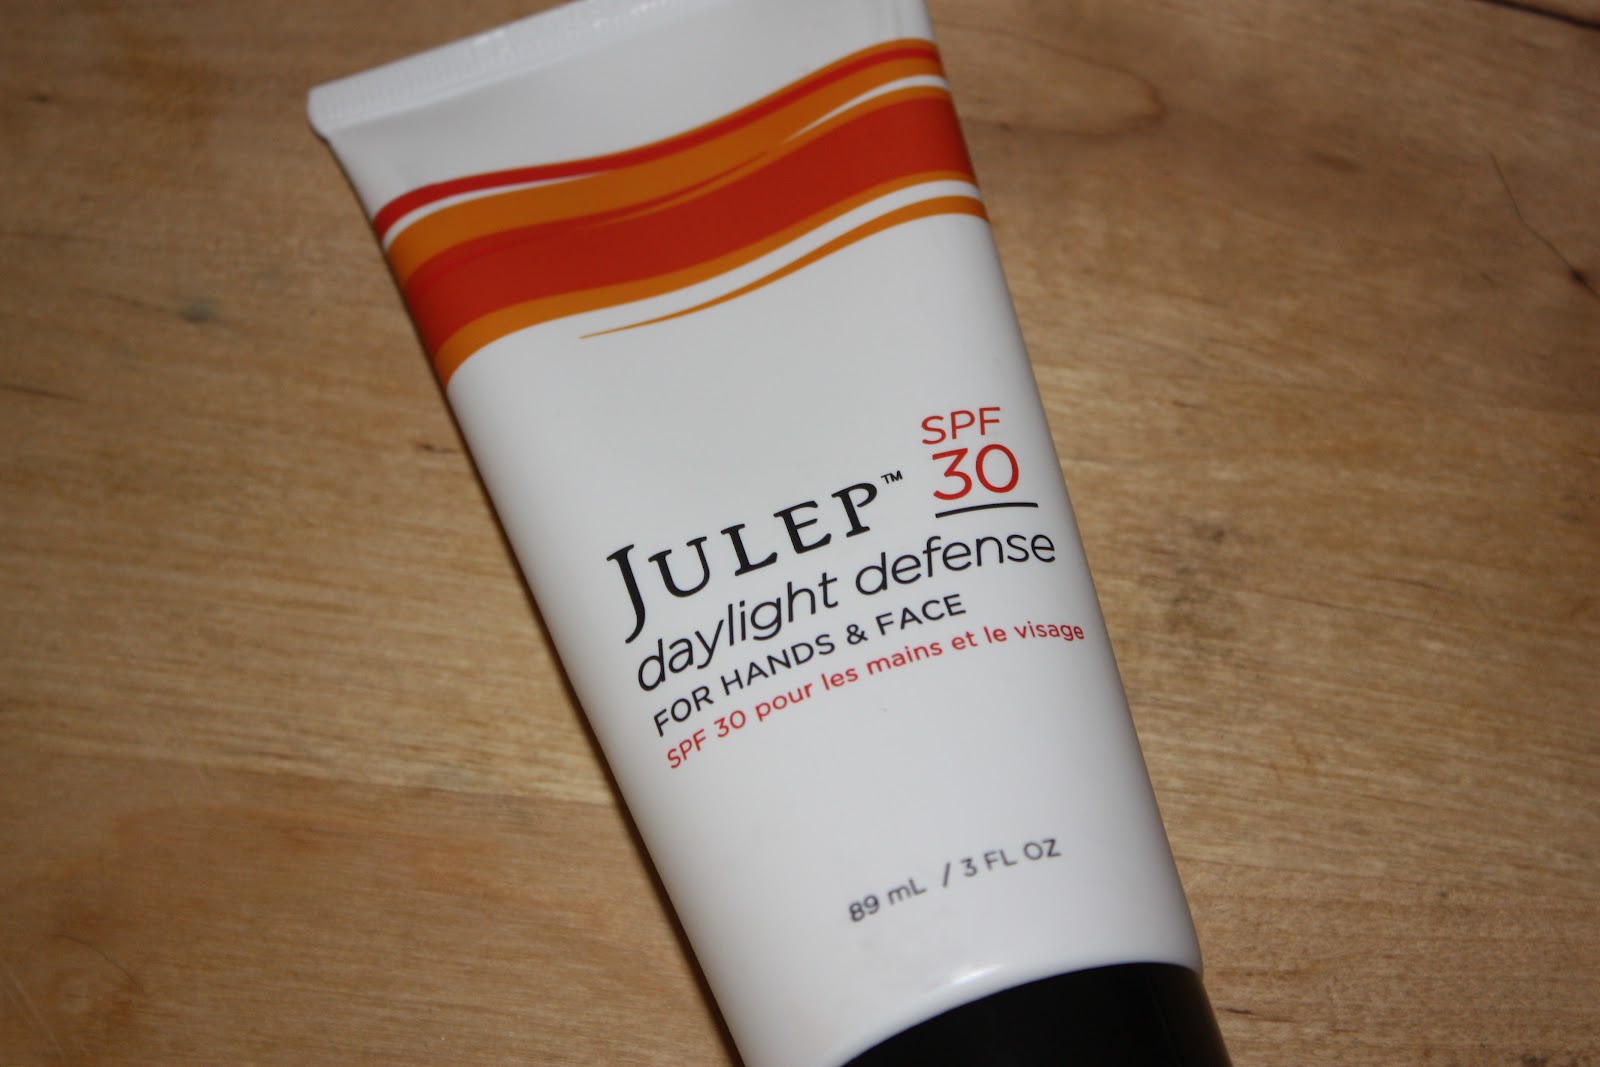 SPF
30
JULEP™
daylight defense
FOR HANDS & FACE
SPF 30 pour les mains et le visage
89 mL / 3 FL OZ